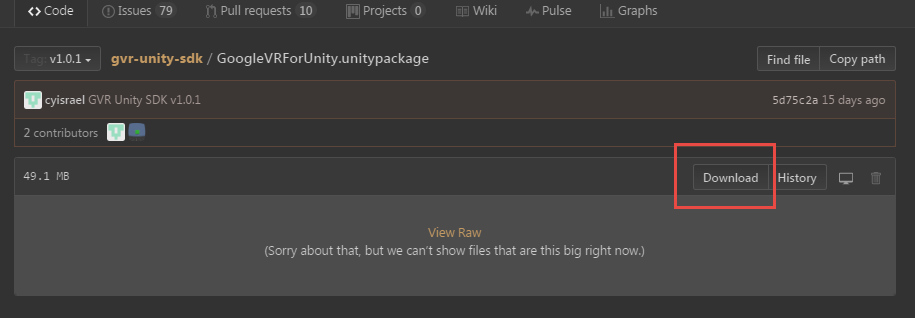 Code Issues 79 Pull requests 10 Projects 0 Wiki Pulse Graphs
Tag: v1.0.1 gvr-unity-sdk / GoogleVRForUnity.unitypackage Find file Copy path
cyisrael GVR Unity SDK v1.0.1 5d75c2a 15 days ago
2 contributors
49.1 MB Download History
View Raw
(Sorry about that, but we can't show files that are this big right now.)